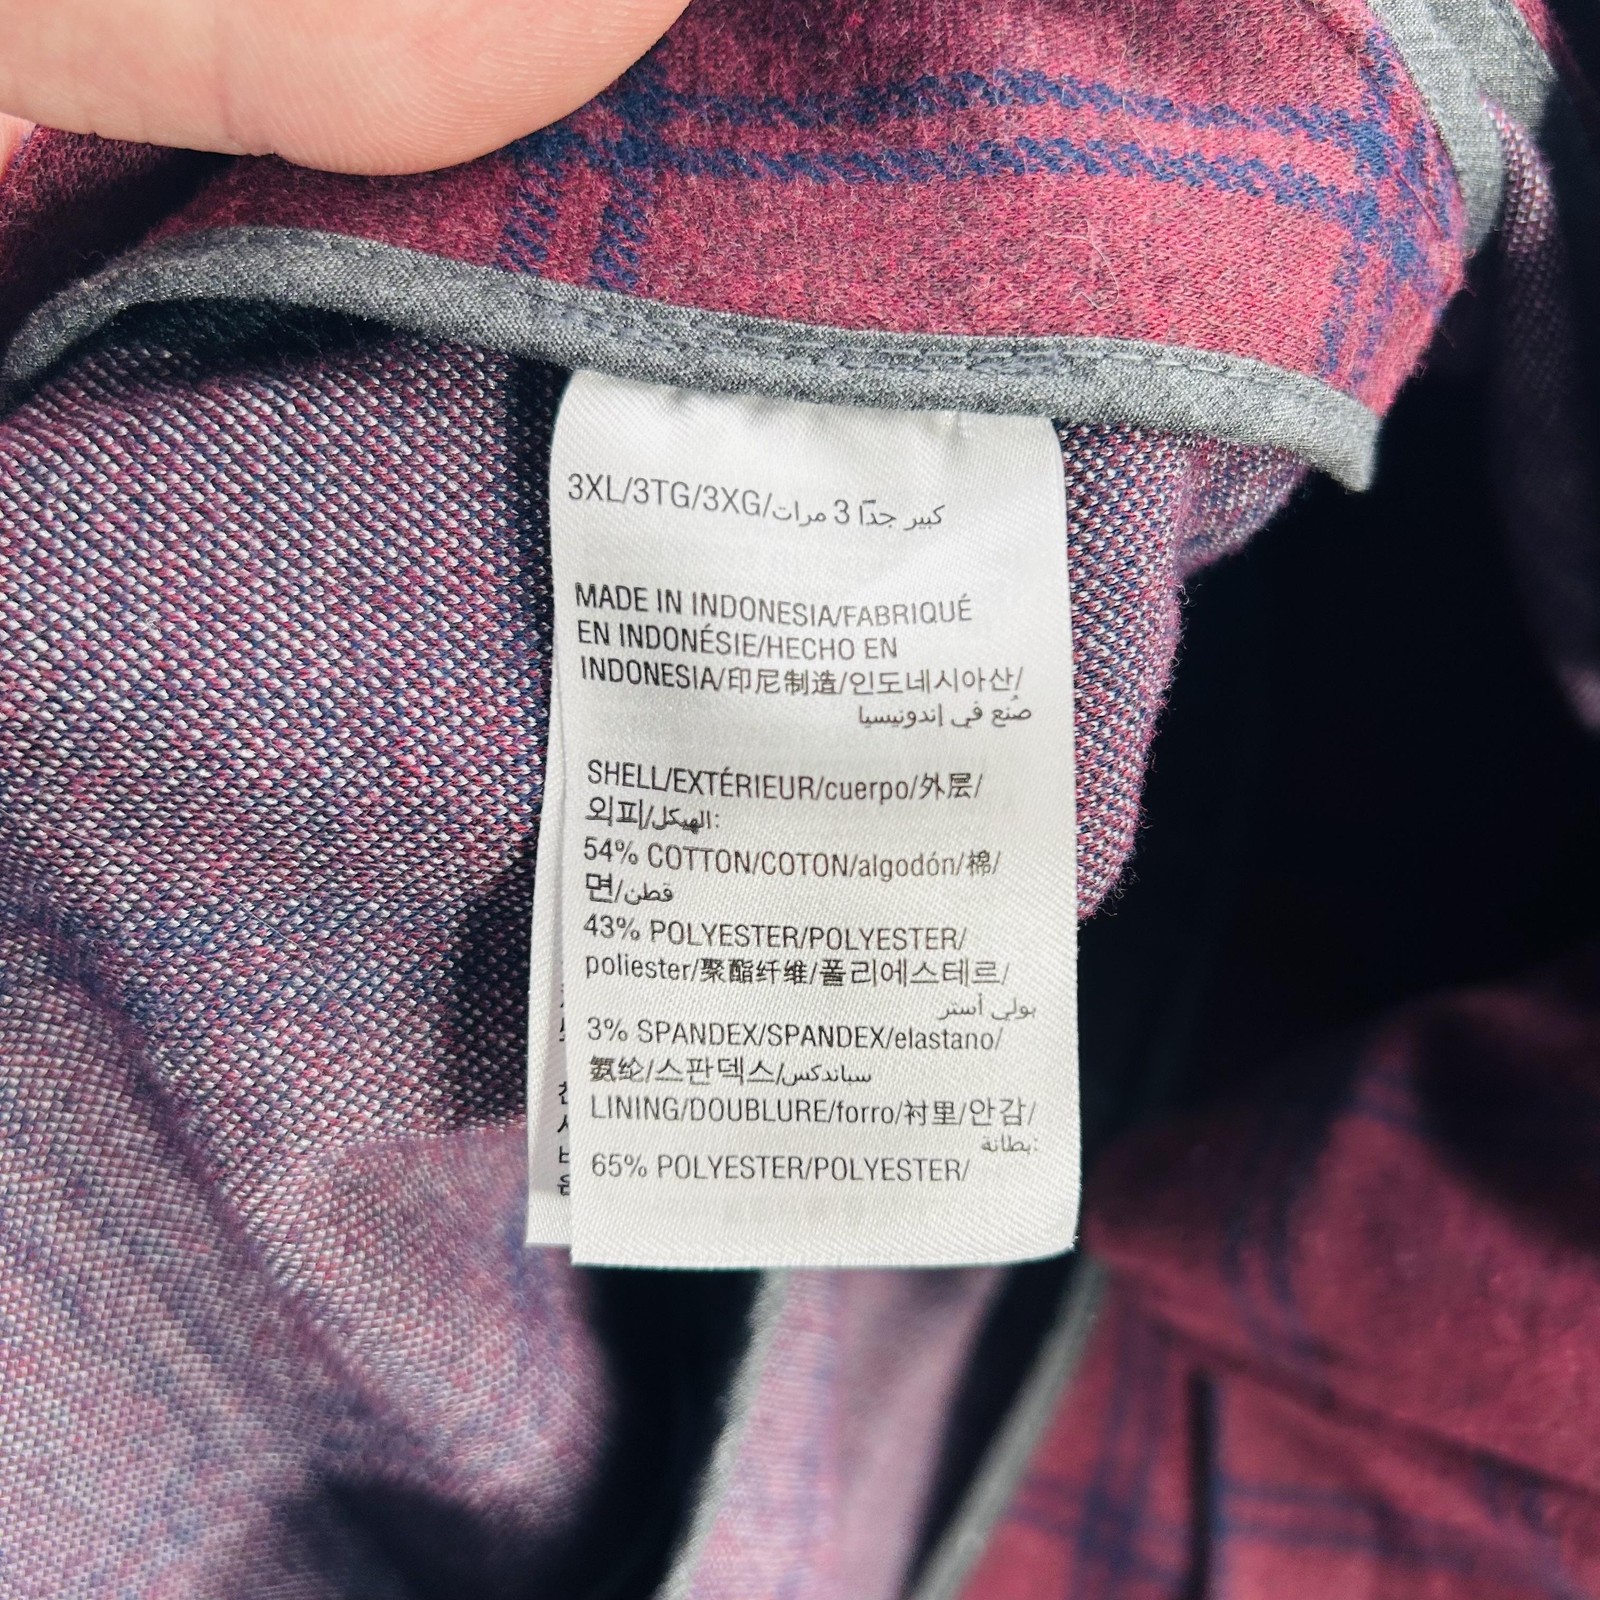 3XL/3TG/3XG/كبير جدّا 3 مرات
MADE IN INDONESIA/FABRIQUÉ
EN INDONÉSIE/HECHO EN
INDONESIA/印尼制造/인도네시아산/
صُنع في إندونيسيا
SHELL/EXTÉRIEUR/cuerpo/外层/
외피/الهيكل:
54% COTTON/COTON/algodón/棉/
면/قطن
43% POLYESTER/POLYESTER/
poliester/聚酯纤维/폴리에스테르/
بولي أستر
3% SPANDEX/SPANDEX/elastano/
氨纶/스판덱스/سباندكس
LINING/DOUBLURE/forro/衬里/안감/
بطانة:
65% POLYESTER/POLYESTER/